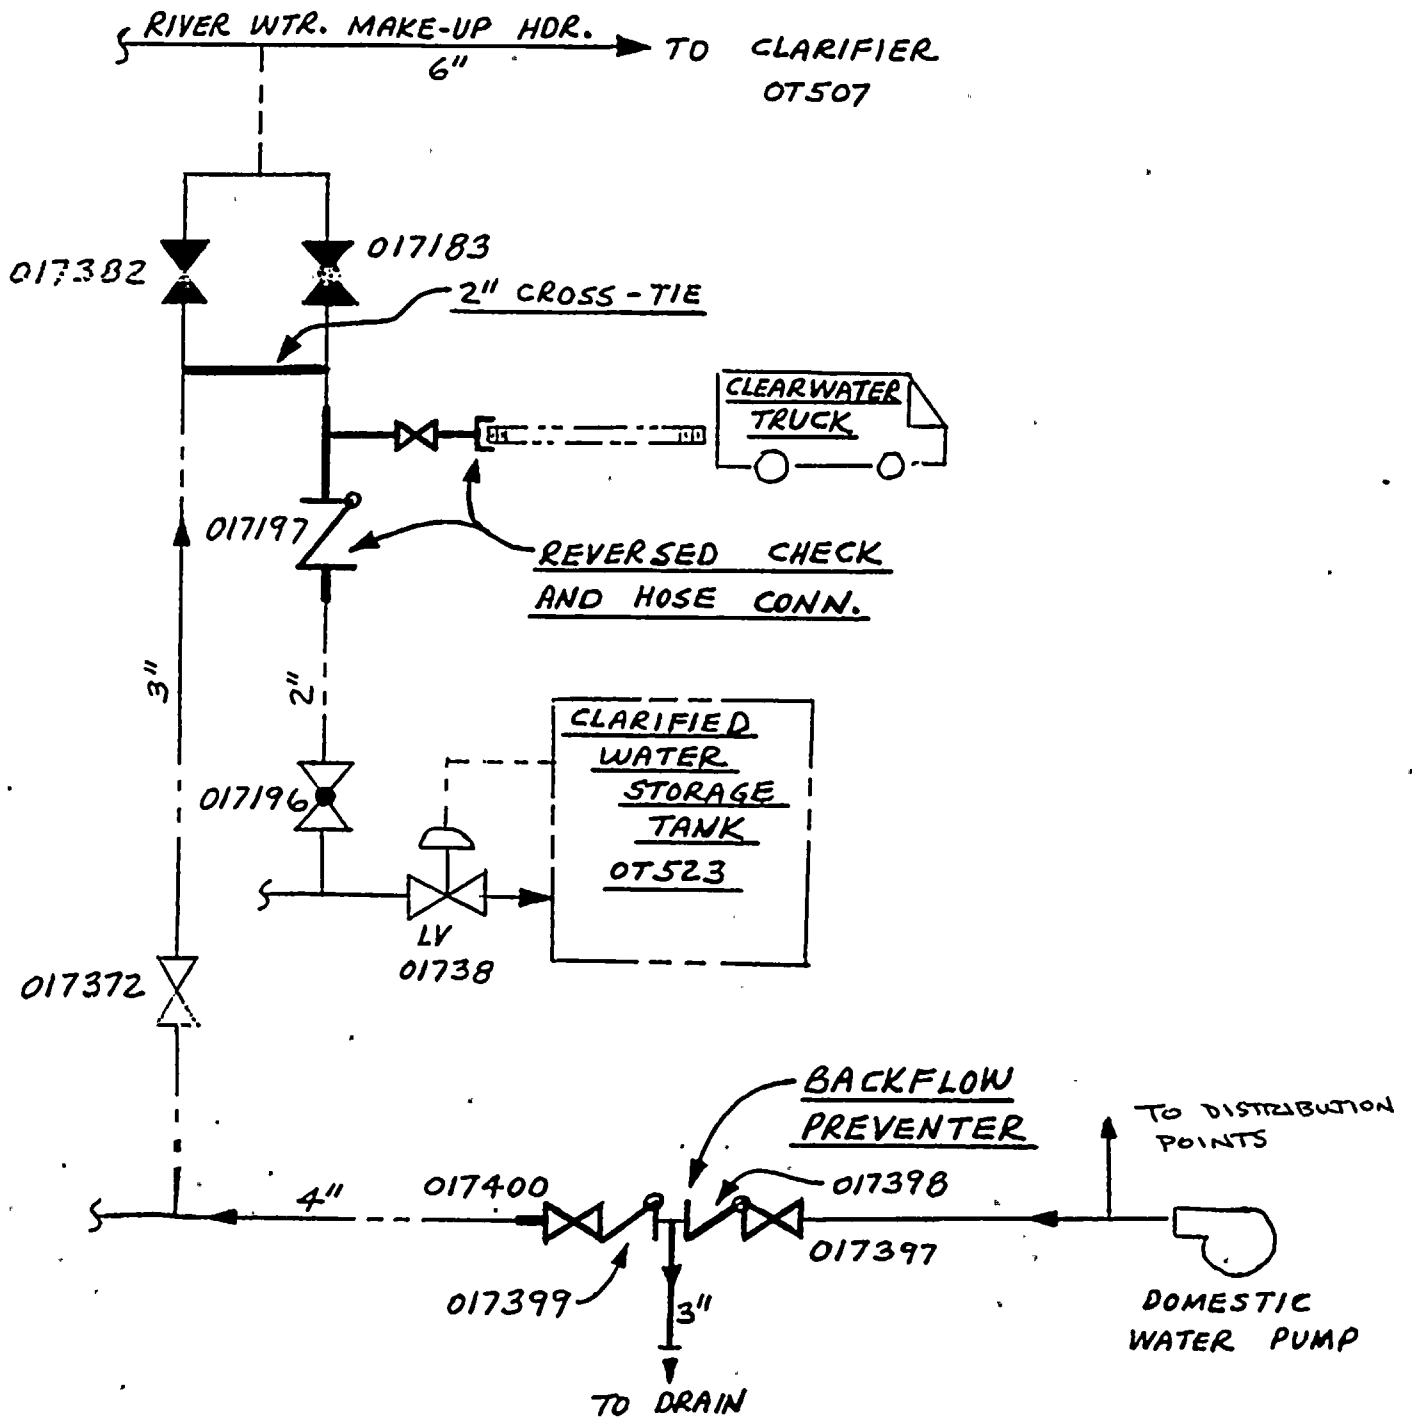 RIVER WTR. MAKE-UP HDR.
6"
TO CLARIFIER
OT507
017382
017183
2" CROSS-TIE
CLEARWATER
TRUCK
017197
REVERSED CHECK
AND HOSE CONN.
3"
2"
CLARIFIED
WATER
STORAGE
TANK
OT523
017196
LV
01738
017372
BACKFLOW
PREVENTER
TO DISTRIBUTION
POINTS
4"
017400
017398
017397
017399
3"
DOMESTIC
WATER PUMP
TO DRAIN